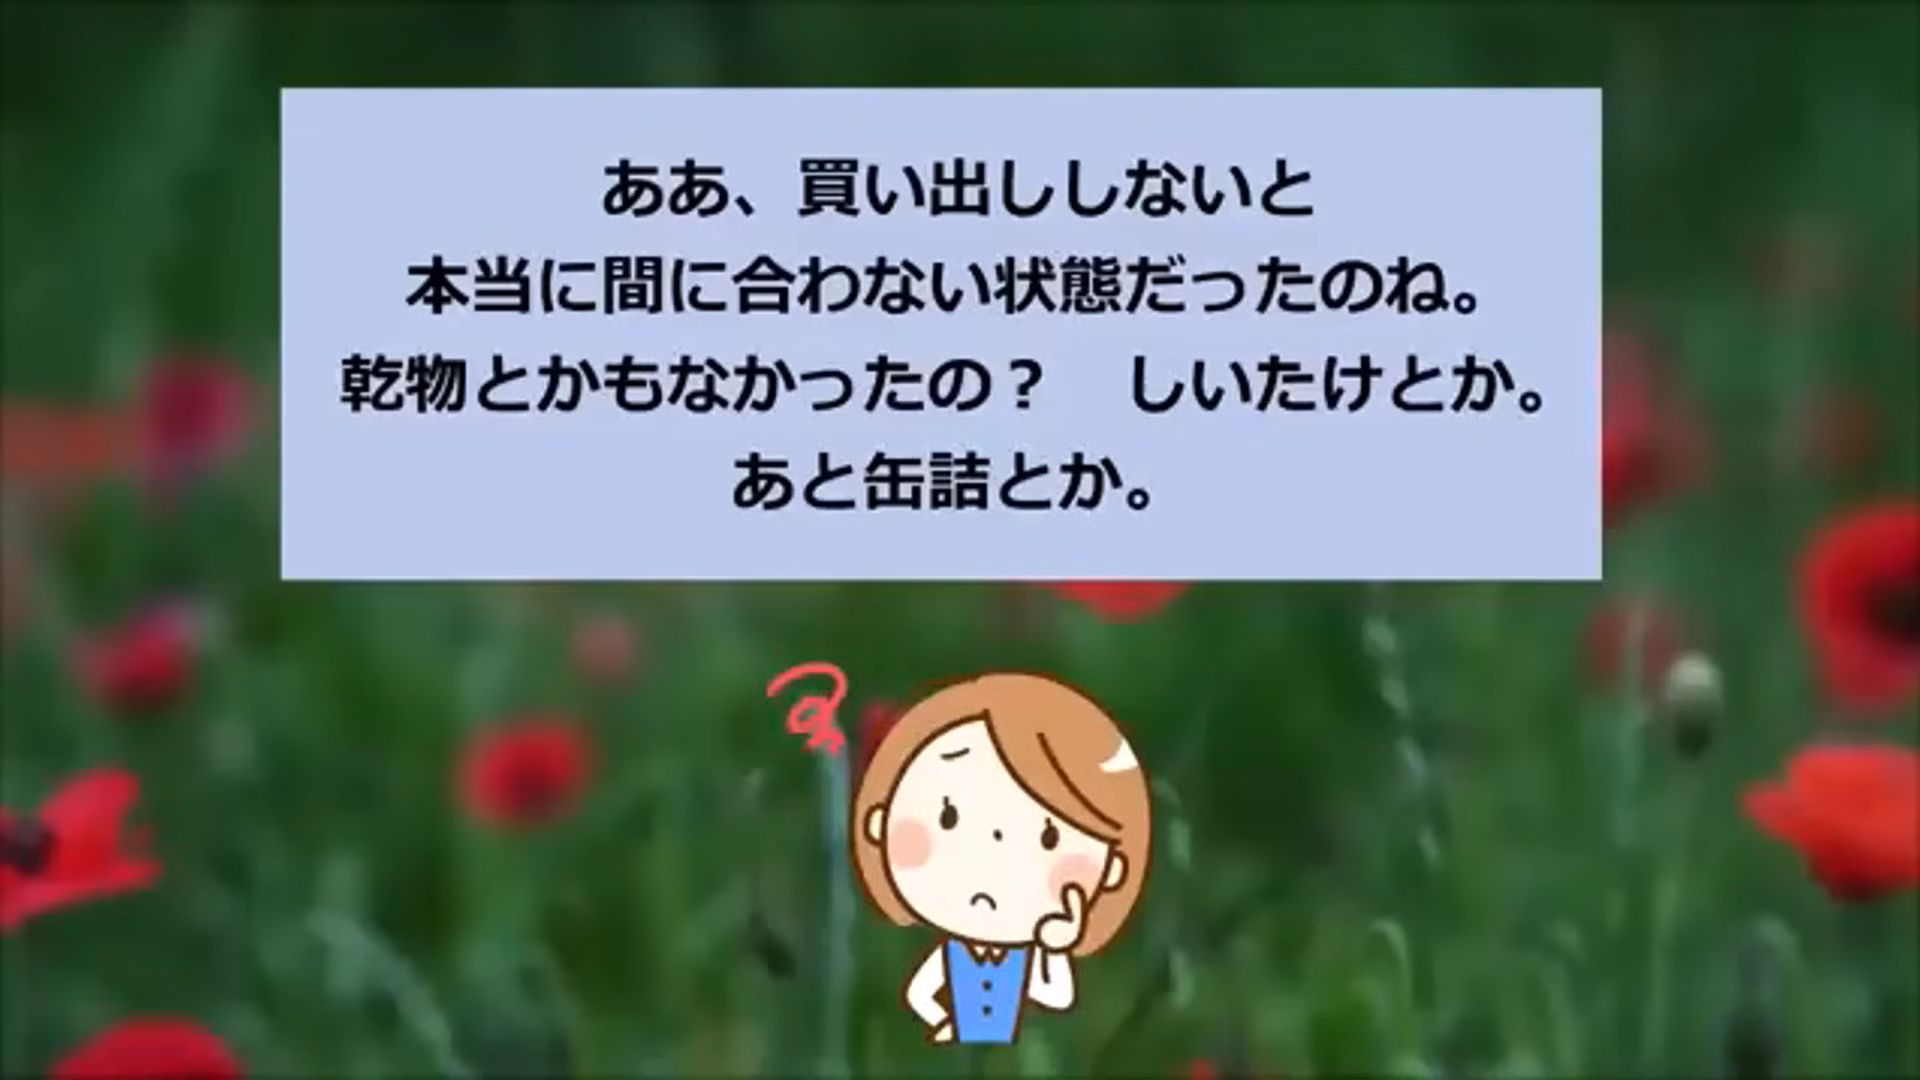 ああ、買い出ししないと
本当に間に合わない状態だったのね。
乾物とかもなかったの？　しいたけとか。
あと缶詰とか。